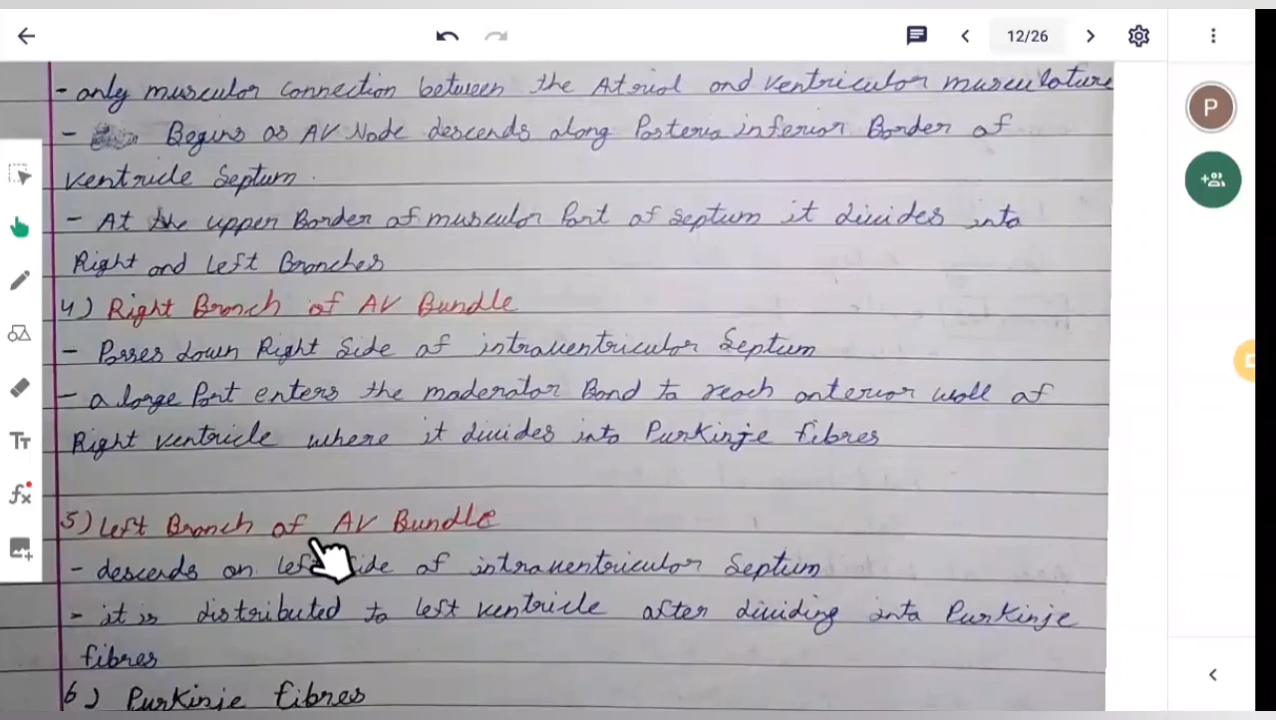 12/26
P
- only muscular connection between the Atrial and ventricular musculature
- Begins as AV Node descends along Posterio inferior Border of
ventricle Septum.
- At the upper Border of muscular Part of septum it divides into
Right and left Branches
4) Right Branch of AV Bundle
- Passes down Right Side of intraventricular Septum
- a large Part enters the moderator Band to reach anterior wall of
Right ventricle where it divides into Purkinje fibres
5) left Branch of AV Bundle
- descends on left side of intraventricular Septum
- it is distributed to left ventricle after dividing into Purkinje
fibres
6) Purkinje fibres
TT
fx